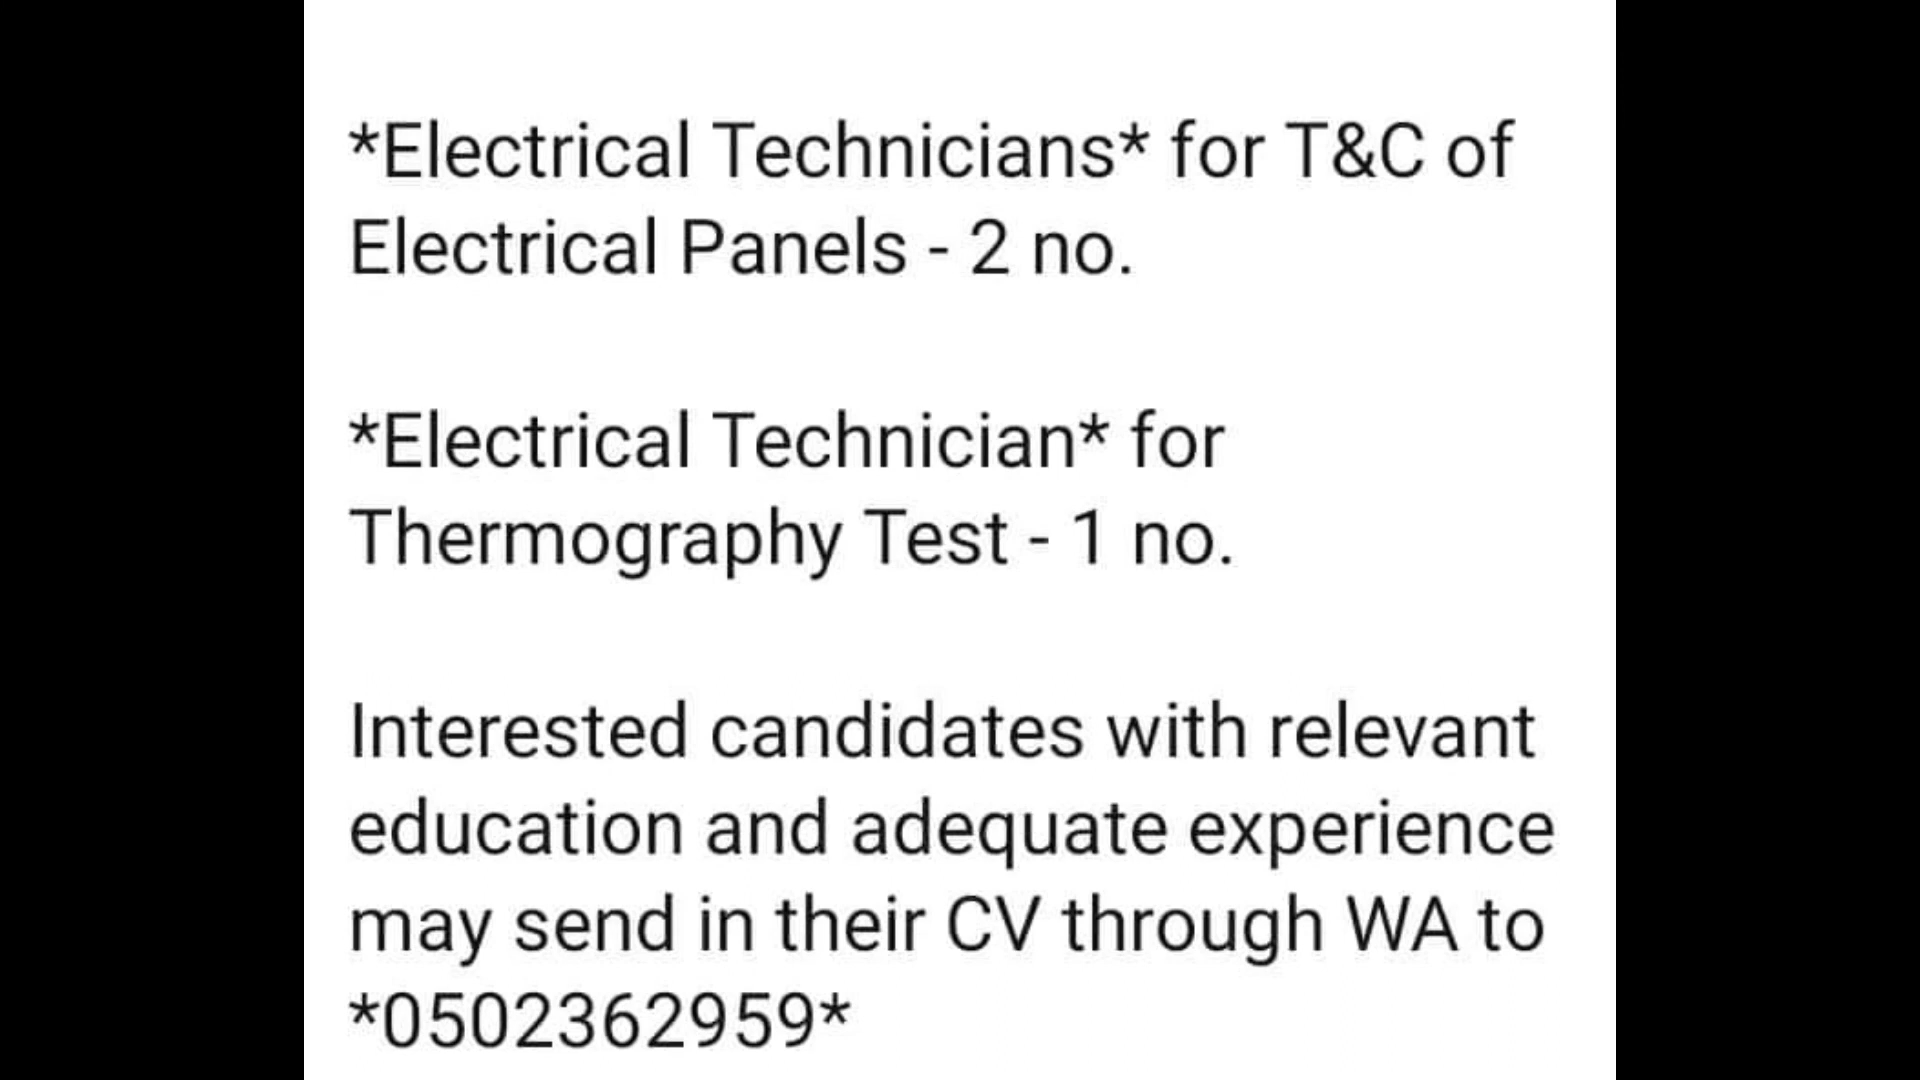 *Electrical Technicians* for T&C of
Electrical Panels - 2 no.
*Electrical Technician* for
Thermography Test - 1 no.
Interested candidates with relevant
education and adequate experience
may send in their CV through WA to
*0502362959*